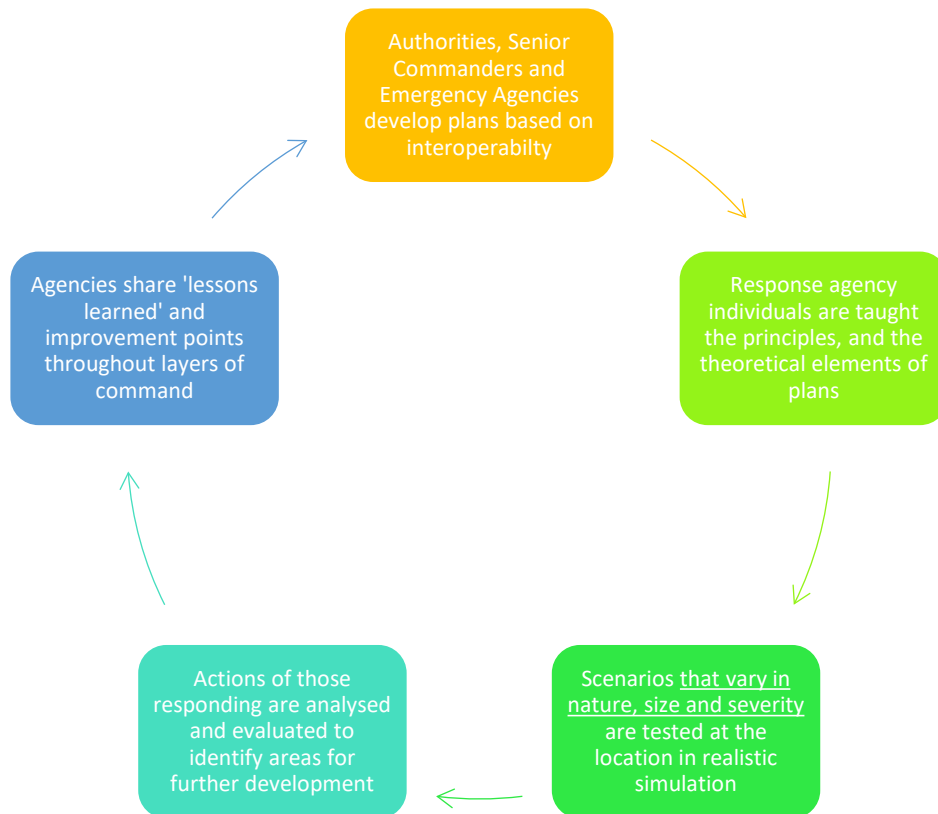 Authorities, Senior
Commanders and
Emergency Agencies
develop plans based on
interoperabilty
Response agency
individuals are taught
the principles, and the
theoretical elements of
plans
Scenarios that vary in
nature, size and severity
are tested at the
location in realistic
simulation
Actions of those
responding are analysed
and evaluated to
identify areas for
further development
Agencies share 'lessons
learned' and
improvement points
throughout layers of
command